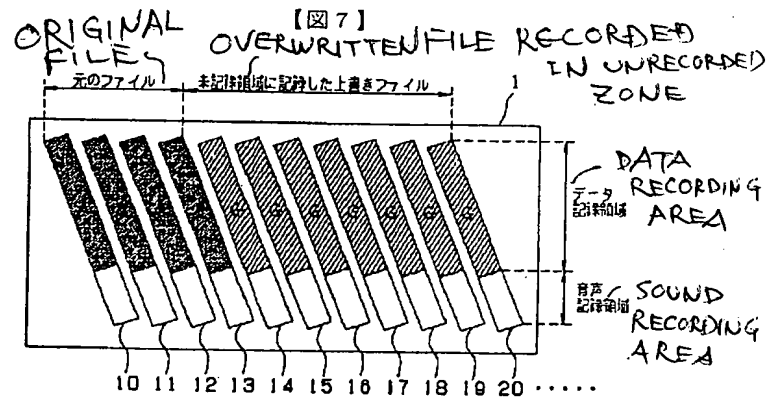 【図7】
ORIGINAL FILE
OVERWRITTEN FILE RECORDED IN UNRECORDED ZONE
元のファイル
未記録領域に記録した上書きファイル
1
G G G G G G G
DATA RECORDING AREA
データ
記録領域
SOUND RECORDING AREA
音声
記録領域
10 11 12 13 14 15 16 17 18 19 20 ·····